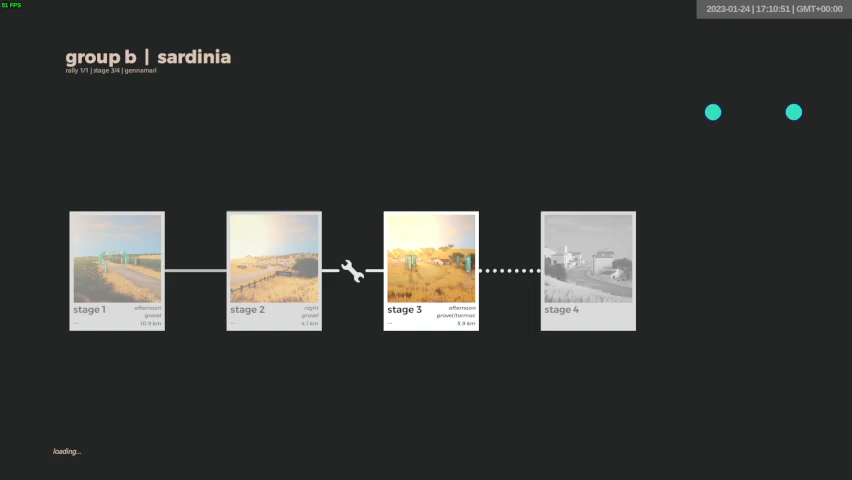 51 FPS
2023-01-24 | 17:10:51 | GMT+00:00
group b | sardinia
rally 1/1 | stage 3/4 | gennamari
stage 1
afternoon
gravel
--
10.9 km
stage 2
night
gravel
--
4.1 km
stage 3
afternoon
gravel/tarmac
--
5.9 km
stage 4
loading...